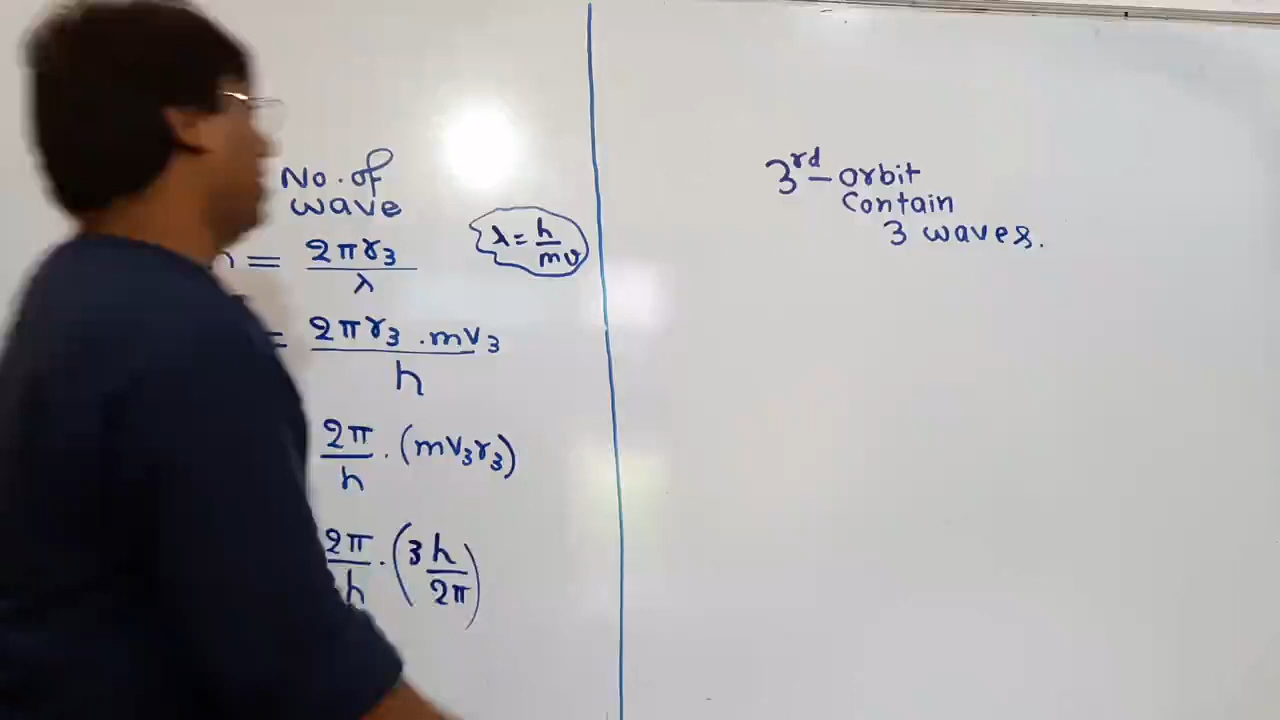 No. of
wave
n = 2πr₃/λ
λ = h/mv
= 2πr₃ . mv₃/h
2π/h . (mv₃r₃)
2π/h . (3h/2π)
3rd orbit
contain
3 waves.